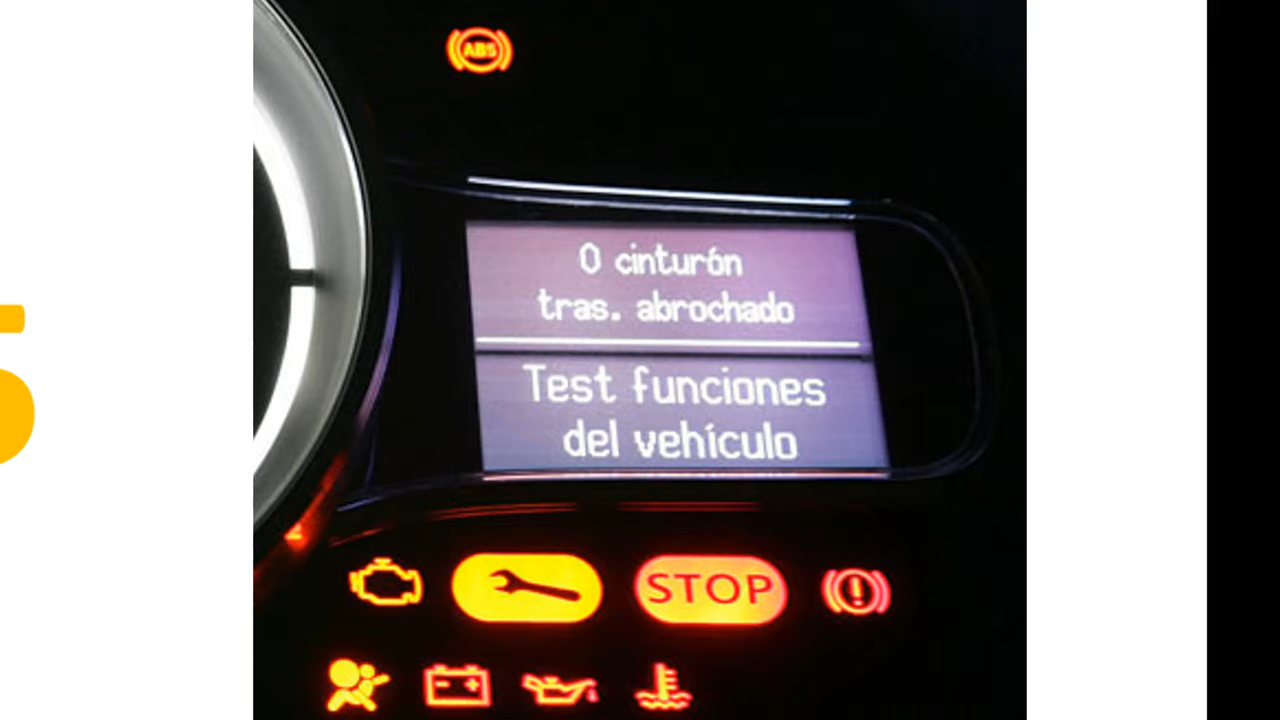 ABS
0 cinturón
tras. abrochado
Test funciones
del vehículo
STOP